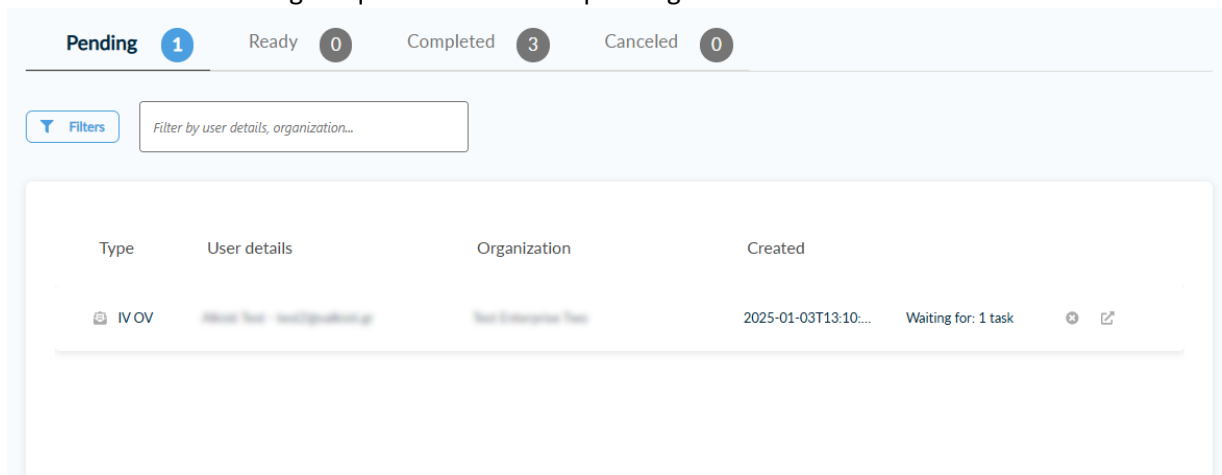 Pending 1 Ready 0 Completed 3 Canceled 0
Filters Filter by user details, organization...
Type User details Organization Created
IV OV 2025-01-03T13:10:... Waiting for: 1 task